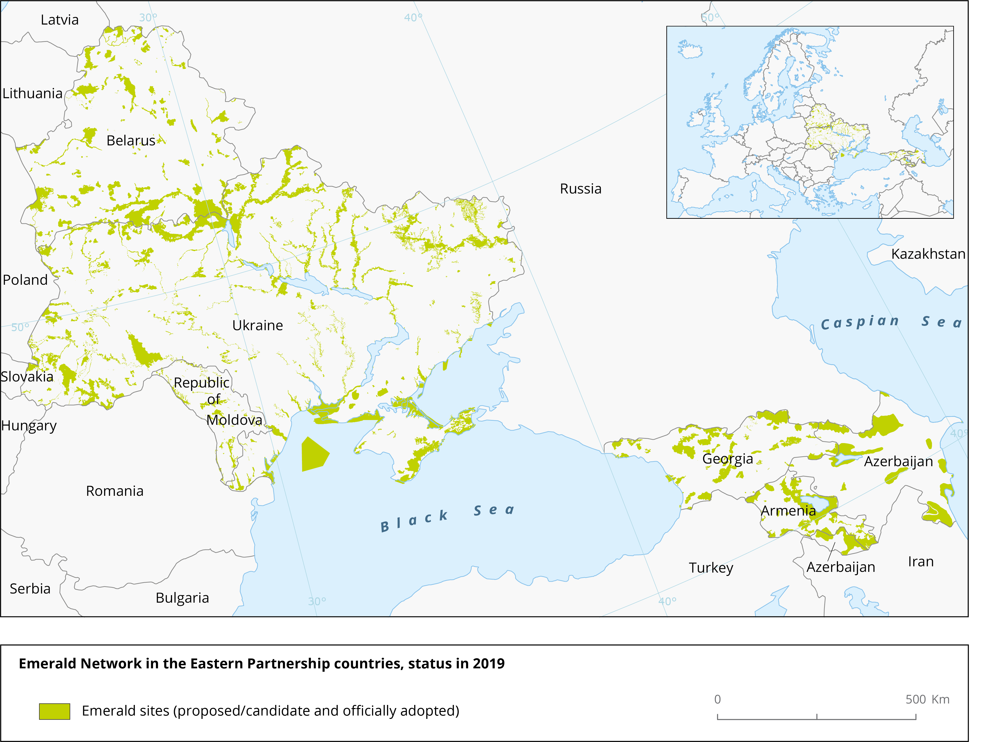 Latvia
30°
40°
50°
Lithuania
Belarus
Russia
Kazakhstan
Poland
50°
Ukraine
Caspian Sea
Slovakia
Republic
of
Moldova
Hungary
40°
Georgia
Azerbaijan
Romania
Black Sea
Armenia
Turkey
Azerbaijan
Iran
Serbia
Bulgaria
30°
40°
Emerald Network in the Eastern Partnership countries, status in 2019
Emerald sites (proposed/candidate and officially adopted)
0 500 Km